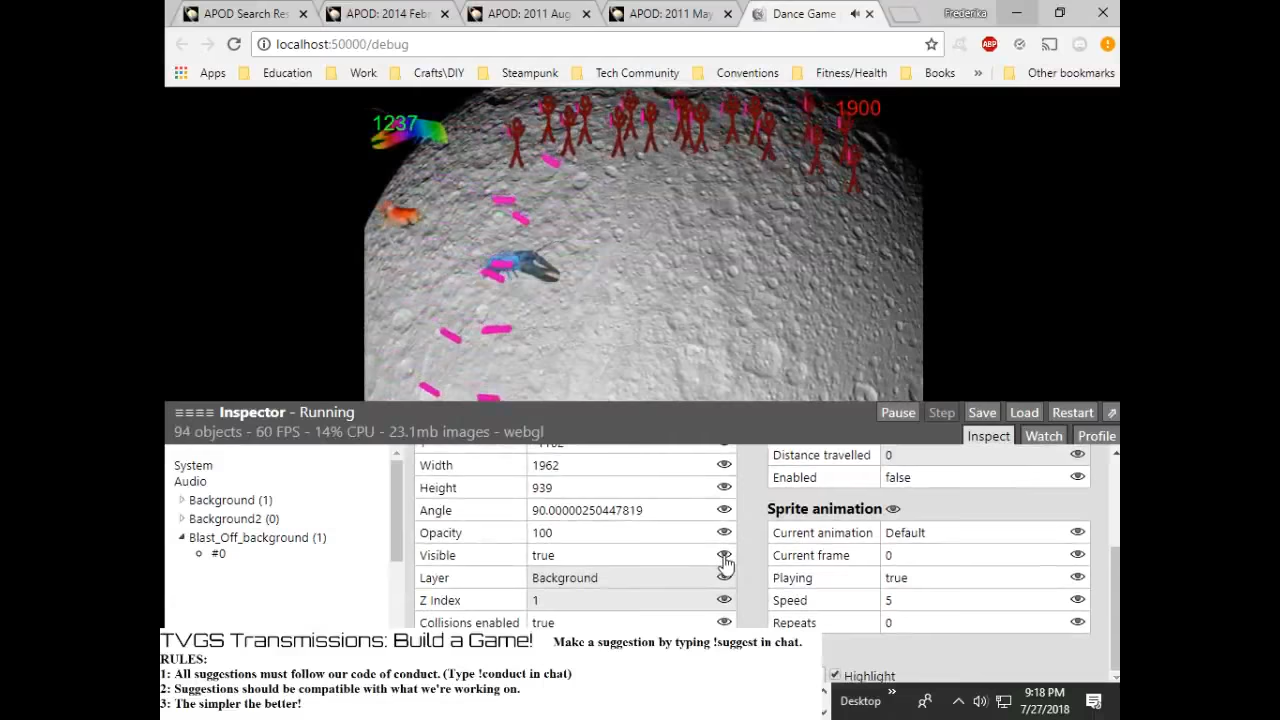 APOD Search Res
APOD: 2014 Febr
APOD: 2011 Aug
APOD: 2011 May
Dance Game
Frederika
localhost:50000/debug
ABP
Apps Education Work Crafts\DIY Steampunk Tech Community Conventions Fitness/Health Books » Other bookmarks
1237
1900
Inspector - Running
Pause Step Save Load Restart
94 objects - 60 FPS - 14% CPU - 23.1mb images - webgl
Inspect Watch Profile
System
Audio
Background (1)
Background2 (0)
Blast_Off_background (1)
#0
Width 1962
Height 939
Angle 90.00000250447819
Opacity 100
Visible true
Layer Background
Z Index 1
Collisions enabled true
Distance travelled 0
Enabled false
Sprite animation
Current animation Default
Current frame 0
Playing true
Speed 5
Repeats 0
Highlight
TVGS Transmissions: Build a Game! Make a suggestion by typing !suggest in chat.
RULES:
1: All suggestions must follow our code of conduct. (Type !conduct in chat)
2: Suggestions should be compatible with what we're working on.
3: The simpler the better!
Desktop »
9:18 PM
7/27/2018